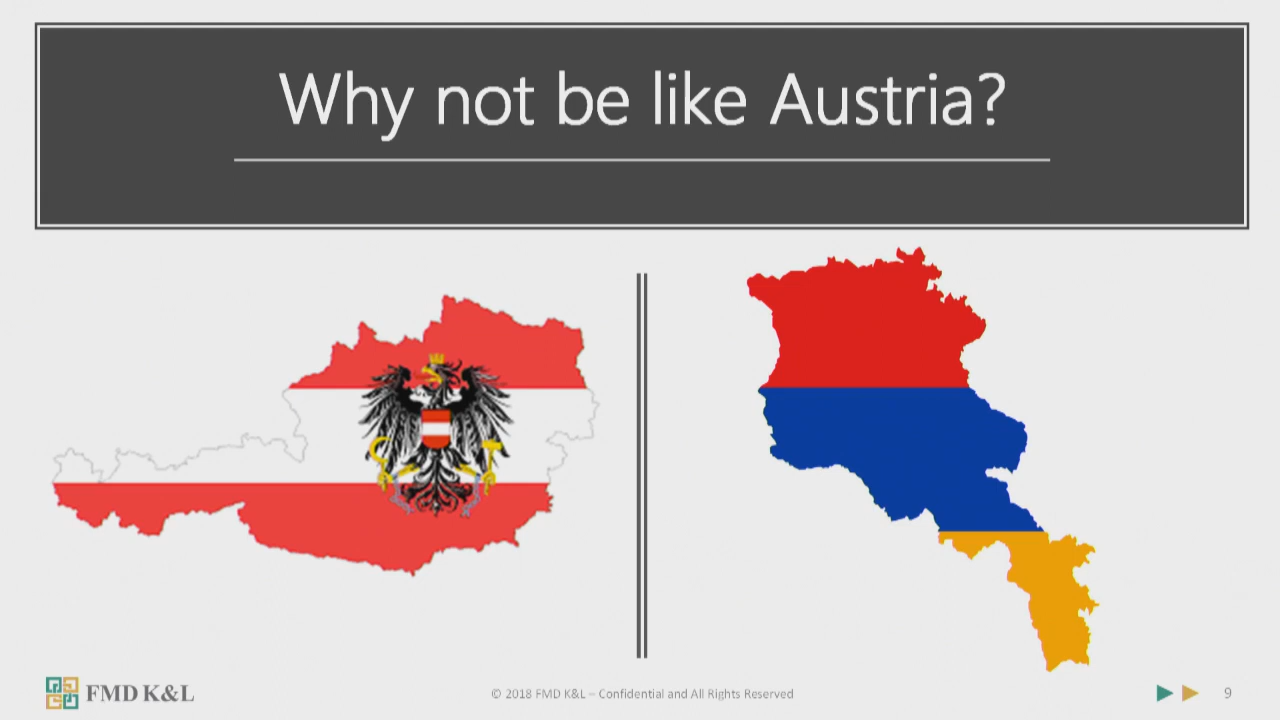 Why not be like Austria?
FMD K&L
© 2018 FMD K&L – Confidential and All Rights Reserved
9